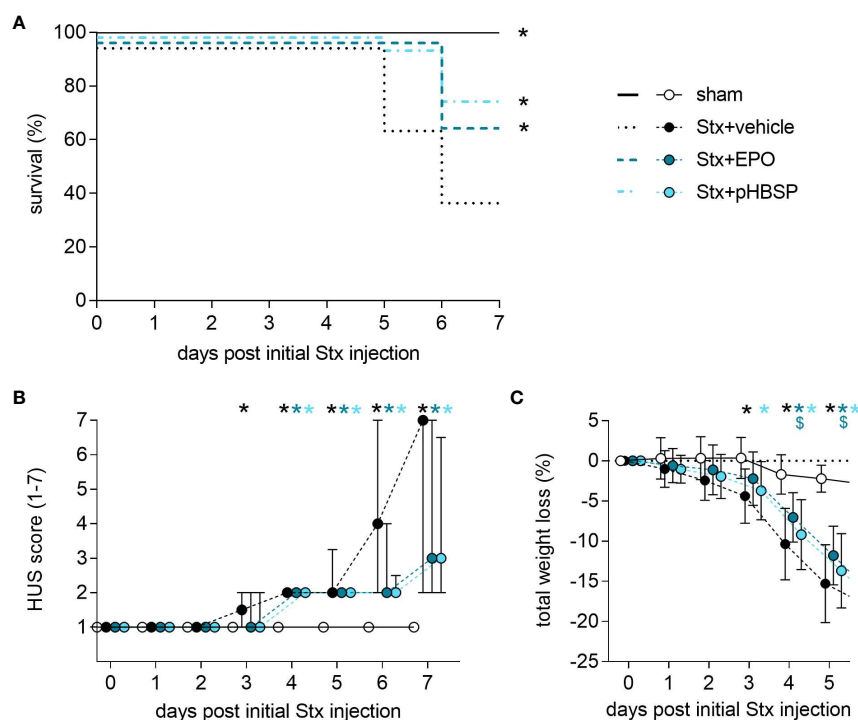 A
100
80
60
40
20
0
survival (%)
0 1 2 3 4 5 6 7
days post initial Stx injection
* * *
sham
Stx+vehicle
Stx+EPO
Stx+pHBSP
B
* * * * * * * * * * * * *
7
6
5
4
3
2
1
HUS score (1-7)
0 1 2 3 4 5 6 7
days post initial Stx injection
C
* * * * * * * *
$ $
5
0
-5
-10
-15
-20
-25
total weight loss (%)
0 1 2 3 4 5
days post initial Stx injection